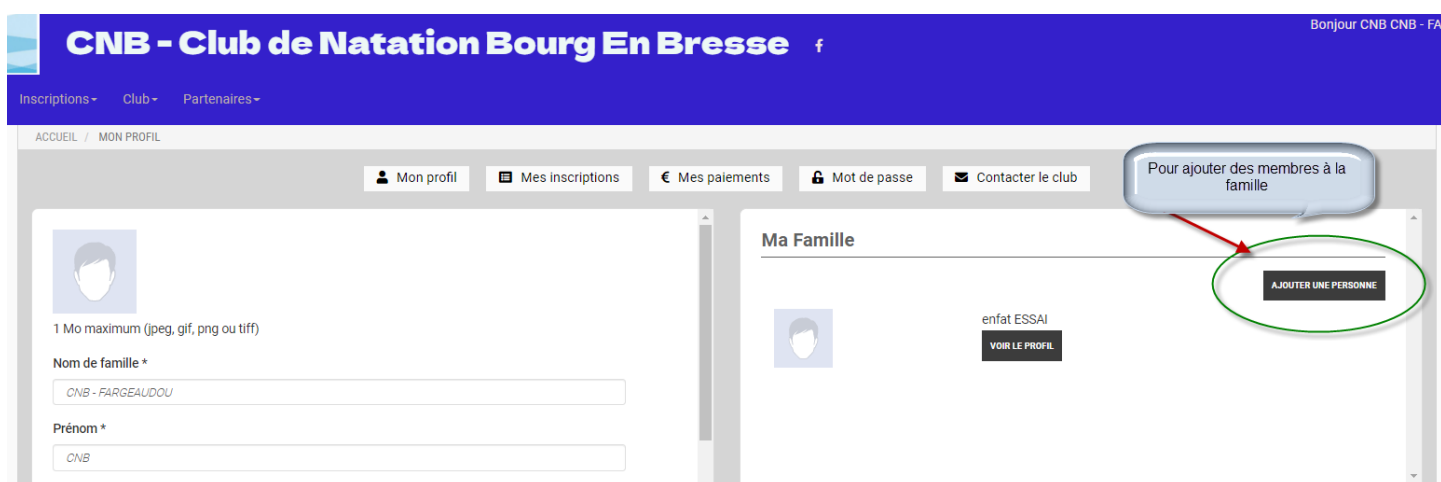 Bonjour CNB CNB - FA
CNB - Club de Natation Bourg En Bresse f
Inscriptions Club Partenaires
ACCUEIL / MON PROFIL
Mon profil Mes inscriptions € Mes paiements Mot de passe Contacter le club
Pour ajouter des membres à la
famille
1 Mo maximum (jpeg, gif, png ou tiff)
Nom de famille *
CNB - FARGEAUDOU
Prénom *
CNB
Ma Famille
AJOUTER UNE PERSONNE
enfat ESSAI
VOIR LE PROFIL